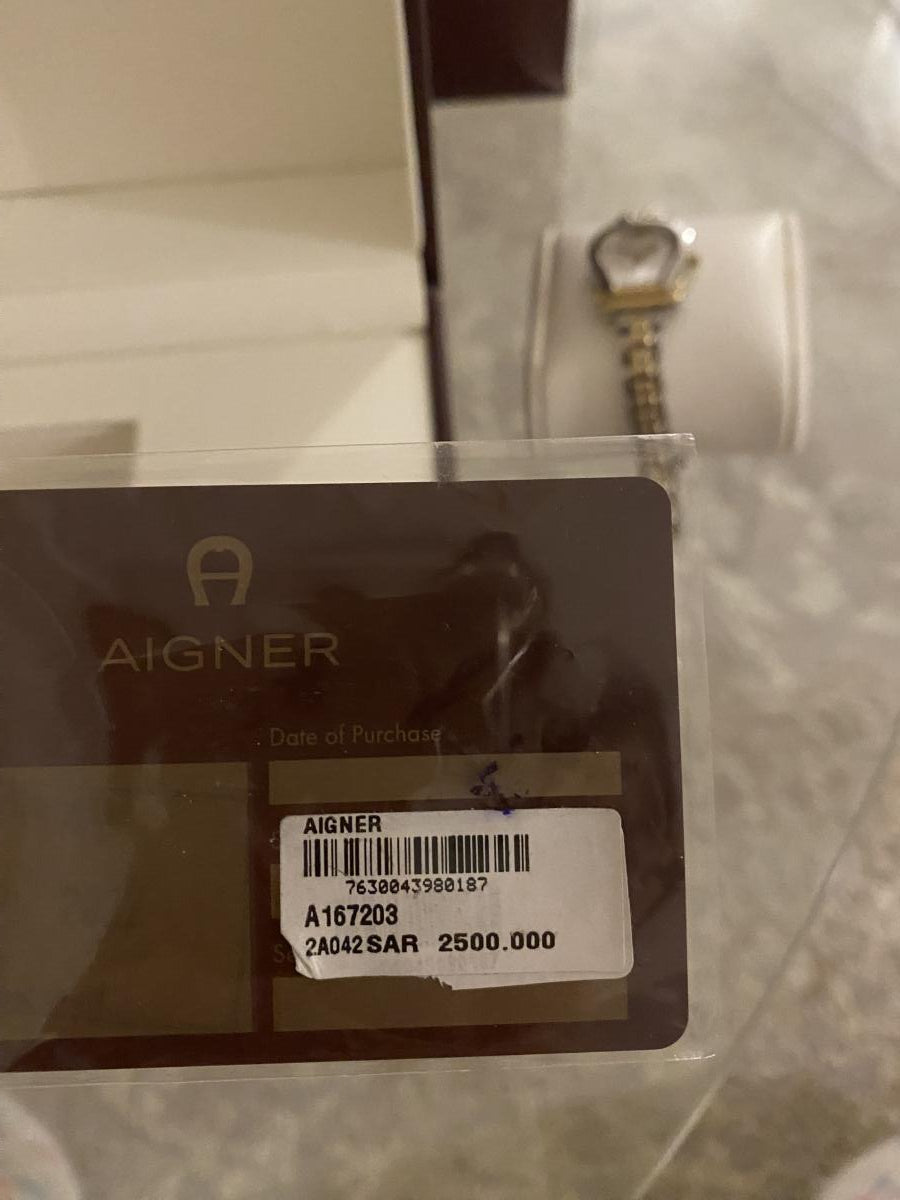 AIGNER
Date of Purchase
AIGNER
7630043980187
A167203
2A042 SAR 2500.000